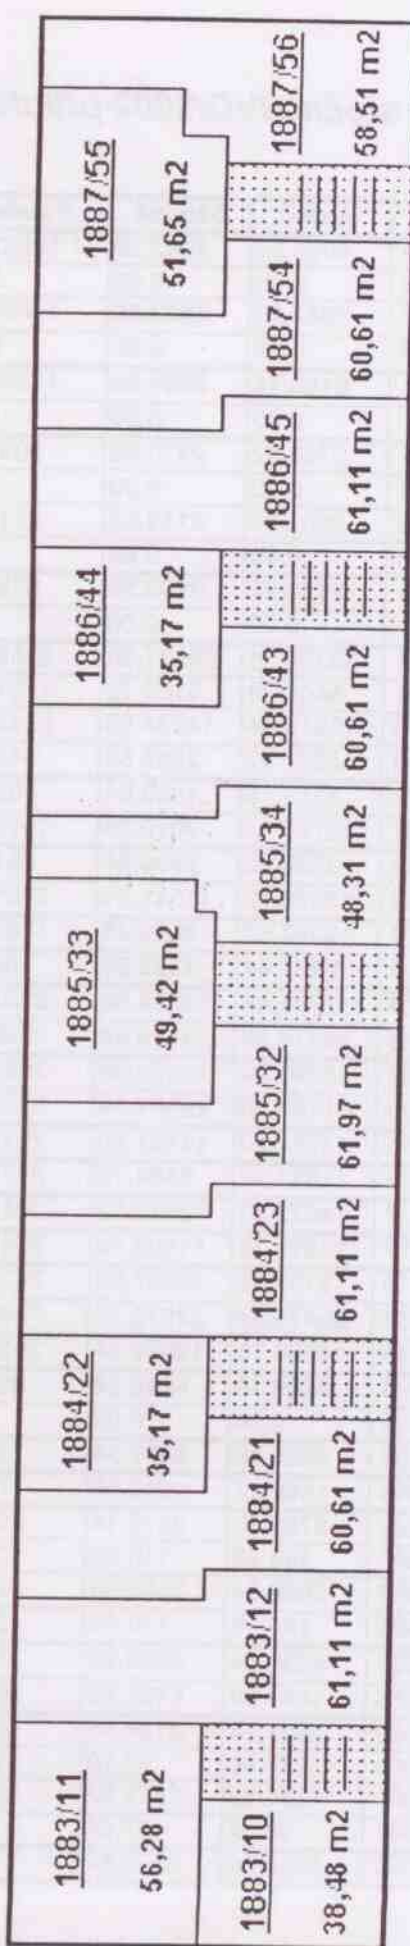 1883/11
56,28 m2
1883/10
38,48 m2
1883/12
61,11 m2
1884/22
35,17 m2
1884/21
60,61 m2
1884/23
61,11 m2
1885/33
49,42 m2
1885/32
61,97 m2
1885/34
48,31 m2
1886/44
35,17 m2
1886/43
60,61 m2
1886/45
61,11 m2
1887/55
51,65 m2
1887/54
60,61 m2
1887/56
58,51 m2